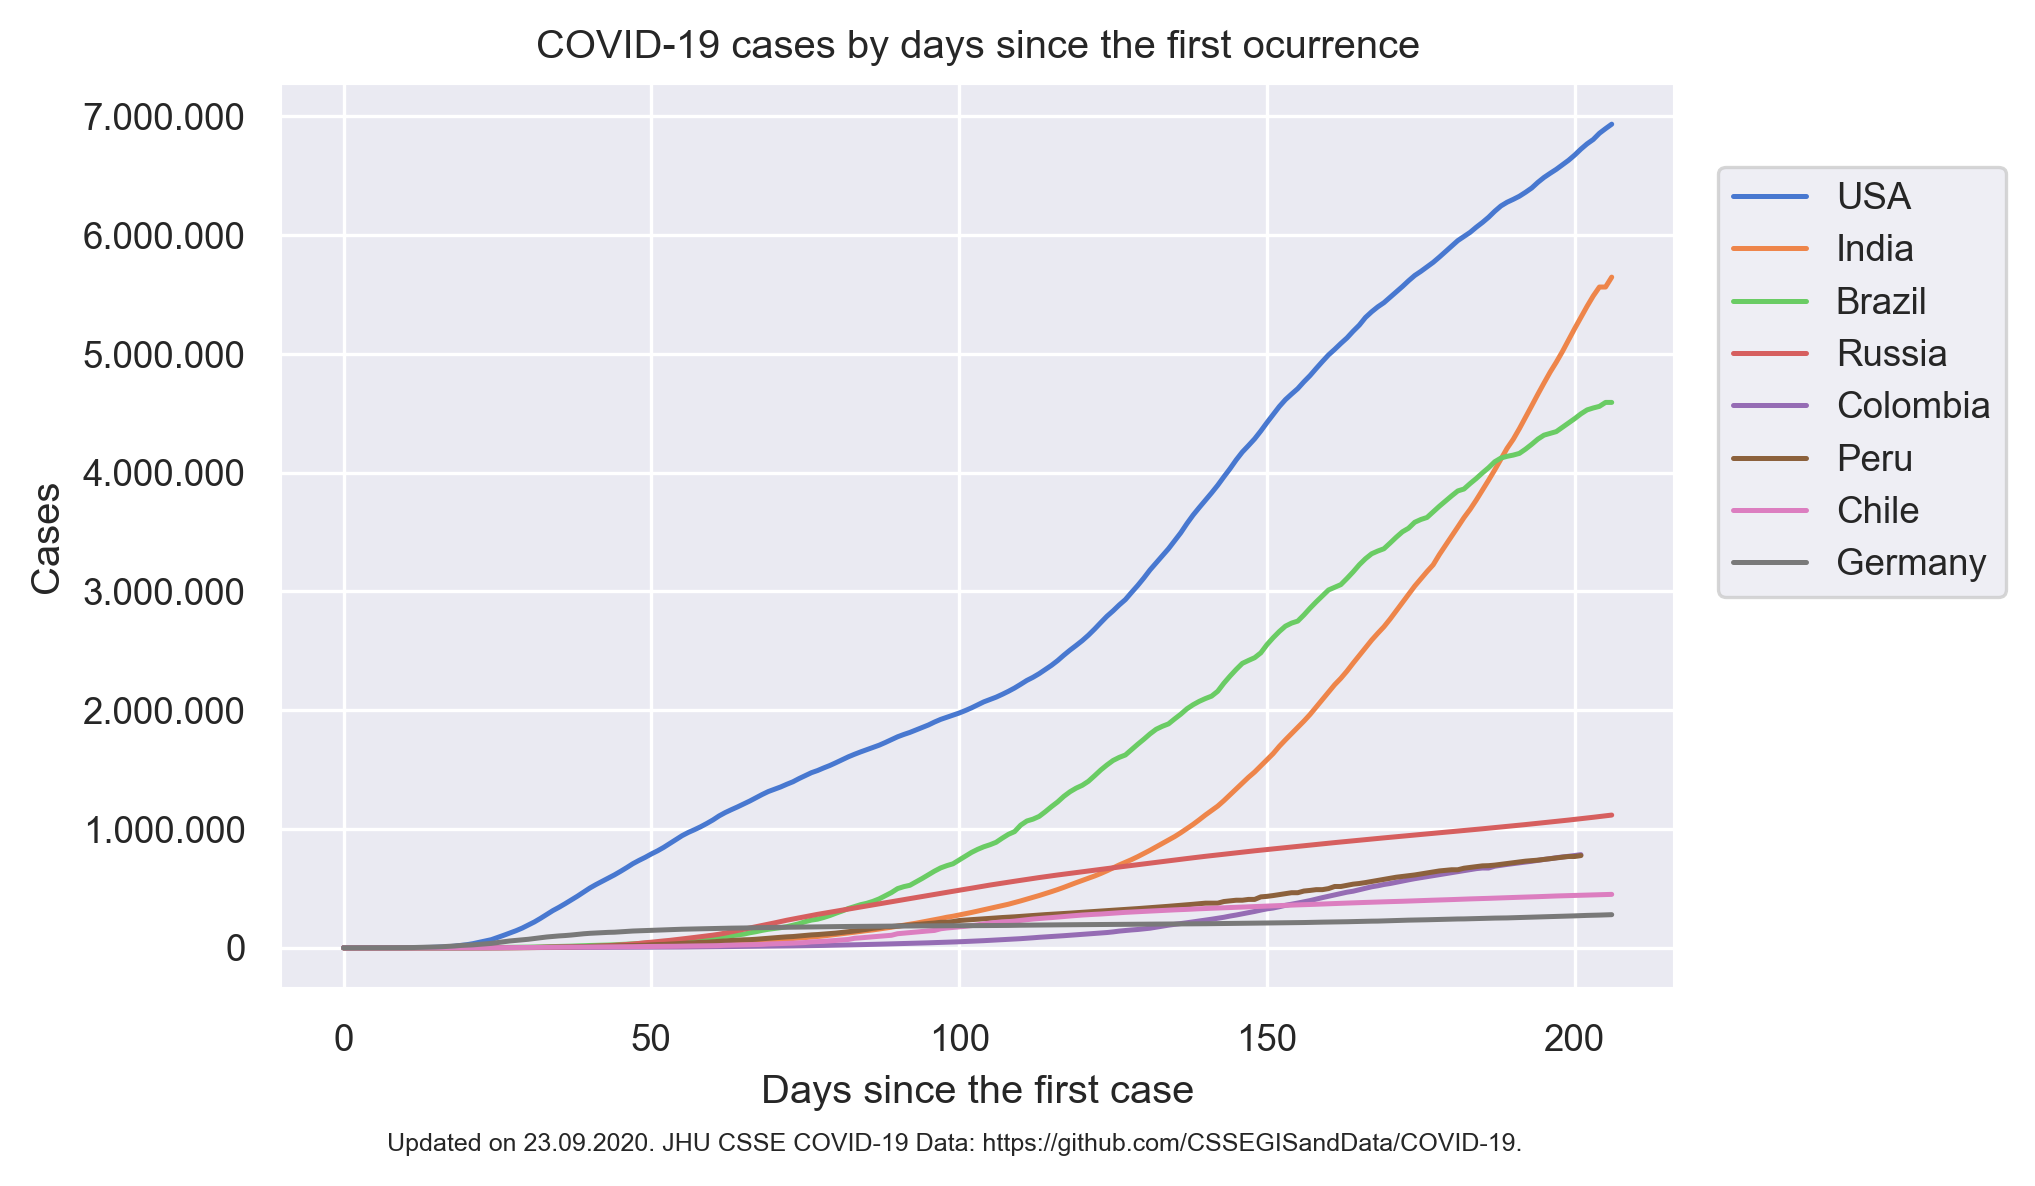 COVID-19 cases by days since the first ocurrence
7.000.000
6.000.000
5.000.000
4.000.000
3.000.000
2.000.000
1.000.000
0
Cases
USA
India
Brazil
Russia
Colombia
Peru
Chile
Germany
0 50 100 150 200
Days since the first case
Updated on 23.09.2020. JHU CSSE COVID-19 Data: https://github.com/CSSEGISandData/COVID-19.